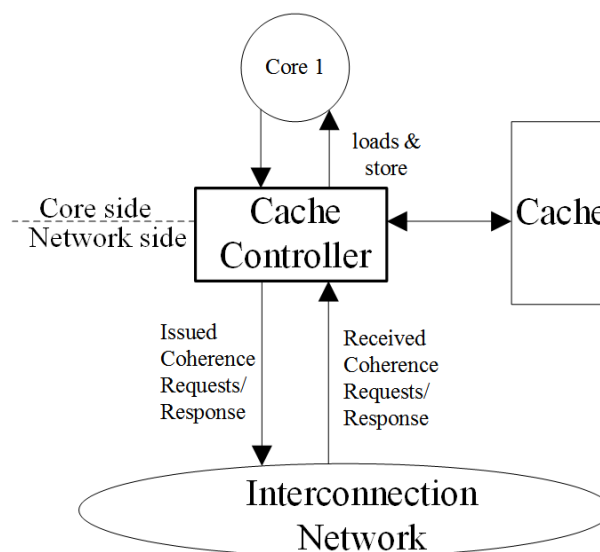 Core 1
loads &
store
Core side
Network side
Cache
Controller
Cache
Issued
Coherence
Requests/
Response
Received
Coherence
Requests/
Response
Interconnection
Network